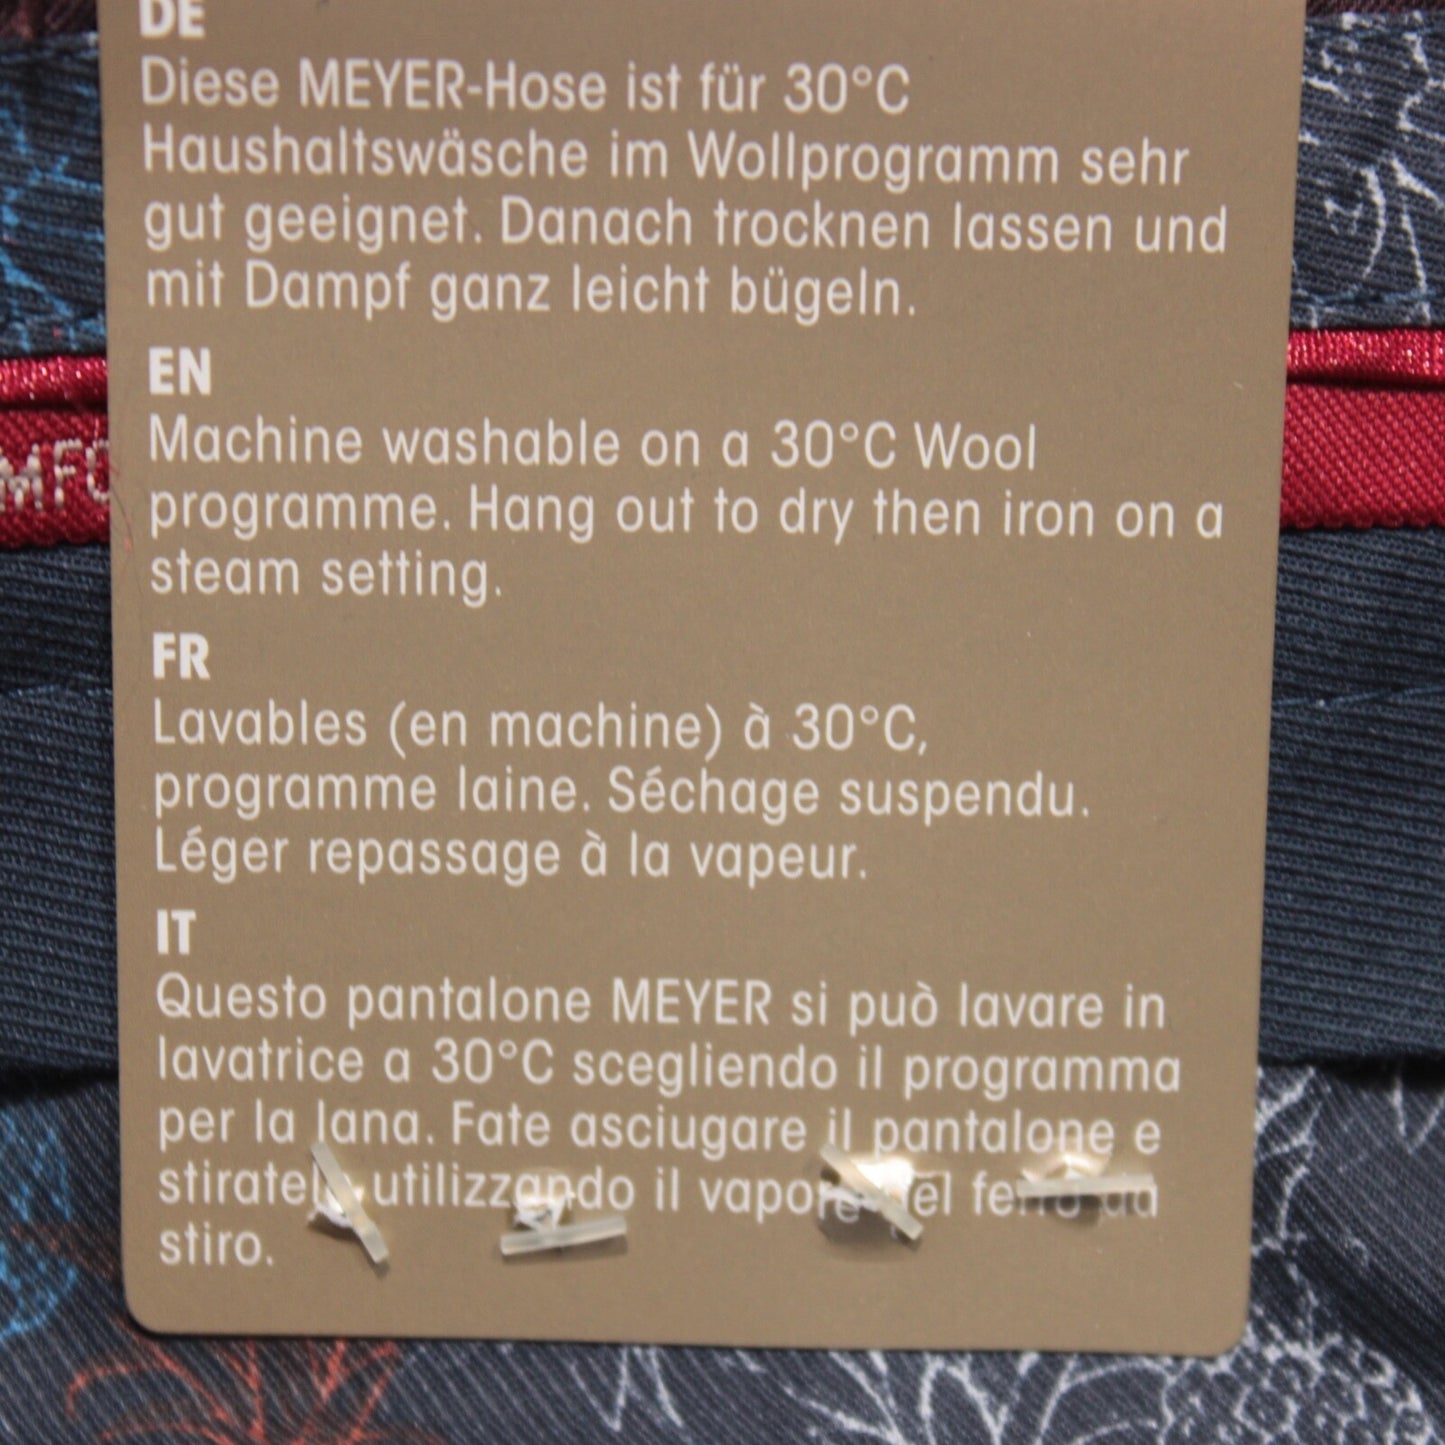 DE
Diese MEYER-Hose ist für 30°C
Haushaltswäsche im Wollprogramm sehr
gut geeignet. Danach trocknen lassen und
mit Dampf ganz leicht bügeln.
EN
Machine washable on a 30°C Wool
programme. Hang out to dry then iron on a
steam setting.
FR
Lavables (en machine) à 30°C,
programme laine. Séchage suspendu.
Léger repassage à la vapeur.
IT
Questo pantalone MEYER si può lavare in
lavatrice a 30°C scegliendo il programma
per la lana. Fate asciugare il pantalone e
utilizzando il vapore del ferro da
stiro.